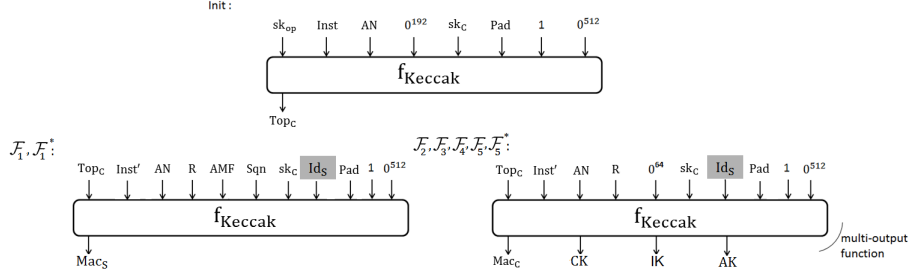 Init :
sk_op Inst AN 0^192 sk_C Pad 1 0^512
f_Keccak
Top_C
ℱ_1, ℱ_1^* :
Top_C Inst′ AN R AMF Sqn sk_C Id_S Pad 1 0^512
f_Keccak
Mac_S
ℱ_2, ℱ_3, ℱ_4, ℱ_5, ℱ_5^* :
Top_C Inst′ AN R 0^64 sk_C Id_S Pad 1 0^512
f_Keccak
Mac_C CK IK AK
multi-output
function